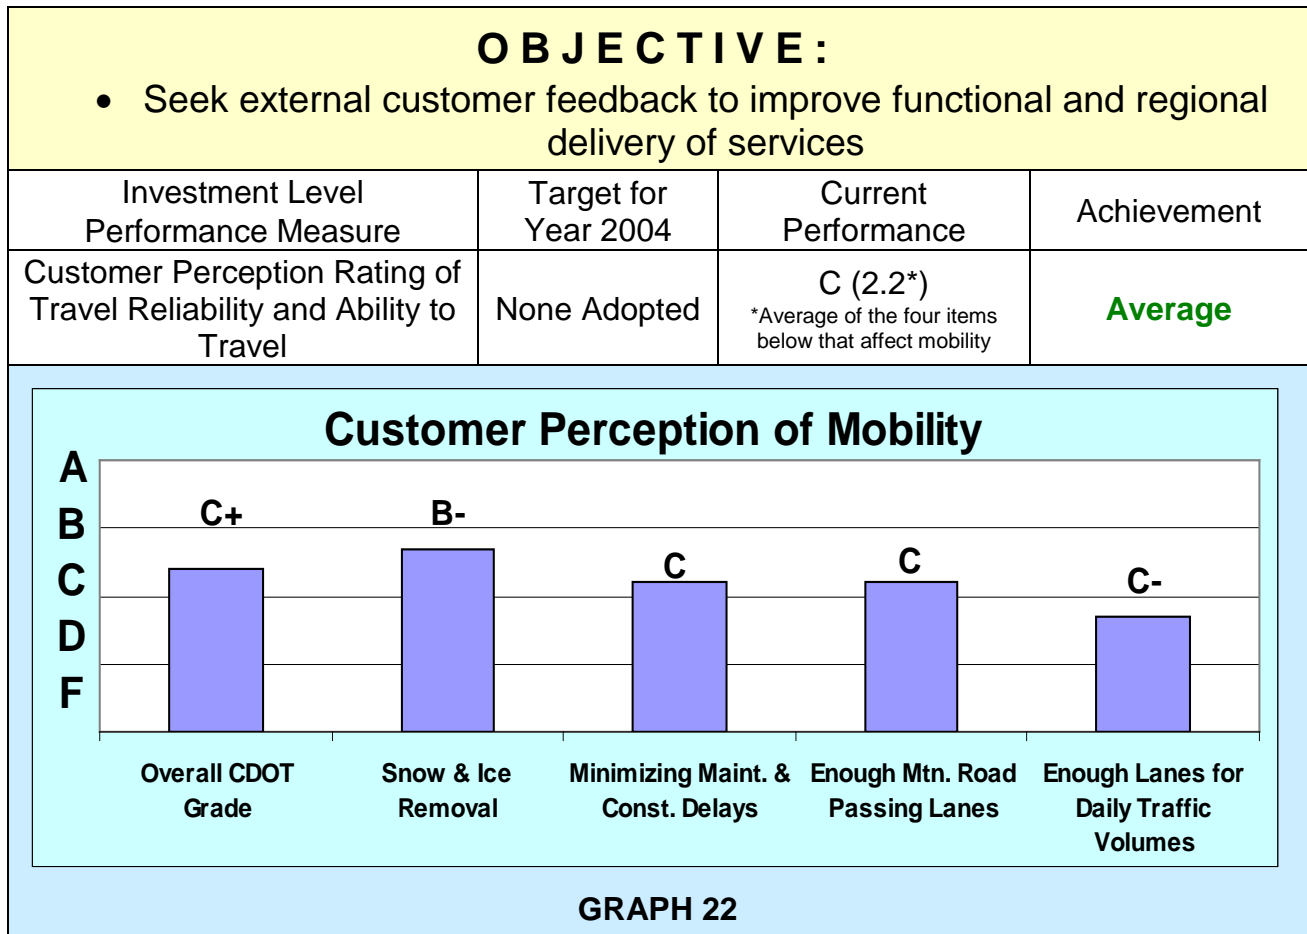 OBJECTIVE:
• Seek external customer feedback to improve functional and regional
delivery of services
Investment Level
Performance Measure
Target for
Year 2004
Current
Performance
Achievement
Customer Perception Rating of
Travel Reliability and Ability to
Travel
None Adopted
C (2.2*)
*Average of the four items
below that affect mobility
Average
Customer Perception of Mobility
A
B
C
D
F
C+
B-
C
C
C-
Overall CDOT
Grade
Snow & Ice
Removal
Minimizing Maint. &
Const. Delays
Enough Mtn. Road
Passing Lanes
Enough Lanes for
Daily Traffic
Volumes
GRAPH 22